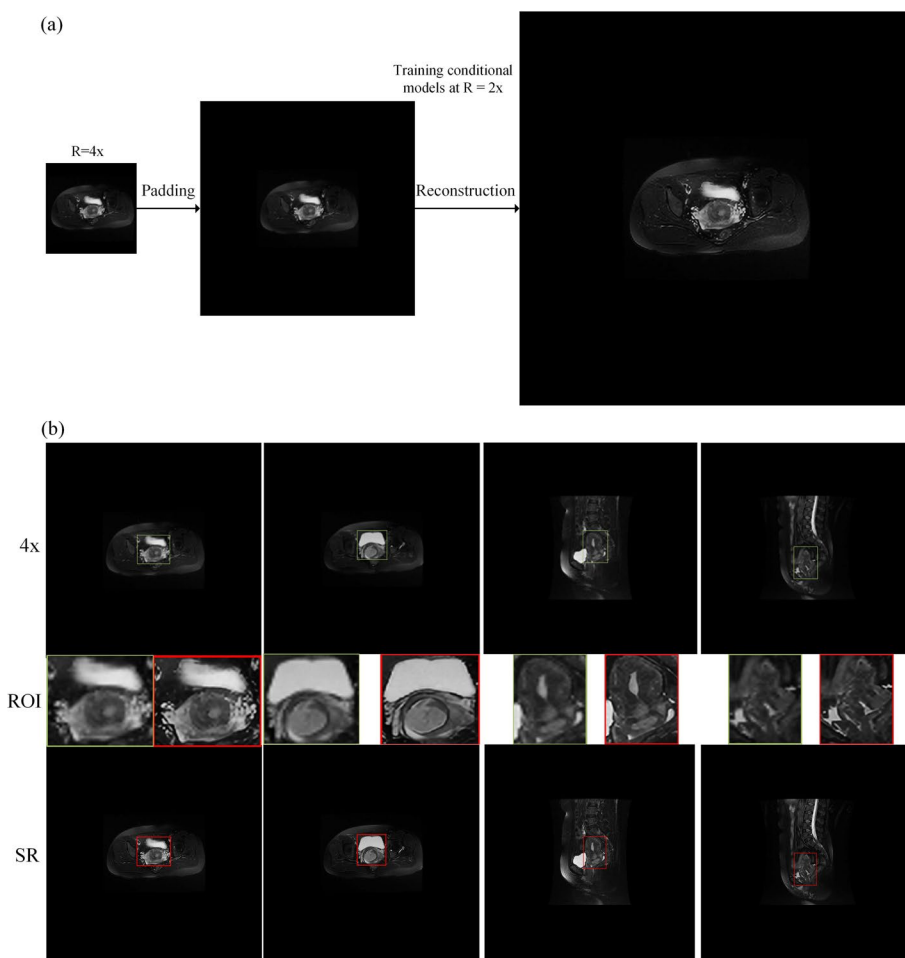 (a)
Training conditional
models at R = 2x
R=4x
Padding
Reconstruction
(b)
4x
ROI
SR